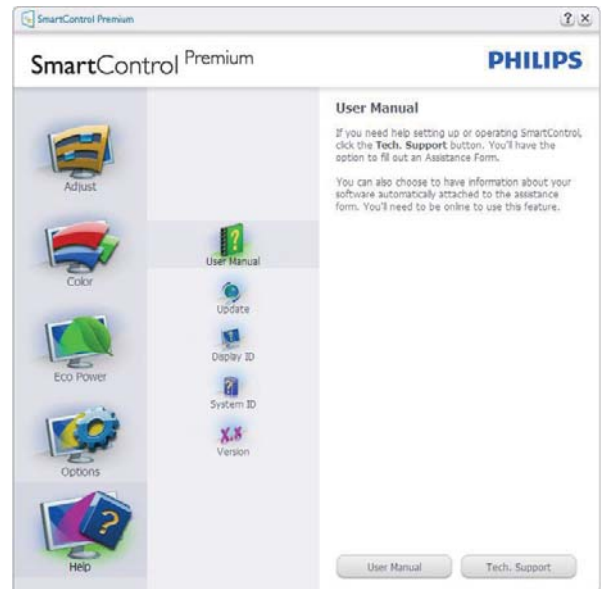 SmartControl Premium
? X
SmartControl Premium
PHILIPS
Adjust
Color
Eco Power
Options
Help
User Manual
Update
Display ID
System ID
X.X
Version
User Manual
If you need help setting up or operating SmartControl,
click the Tech. Support button. You'll have the
option to fill out an Assistance Form.
You can also choose to have information about your
software automatically attached to the assistance
form. You'll need to be online to use this feature.
User Manual
Tech. Support